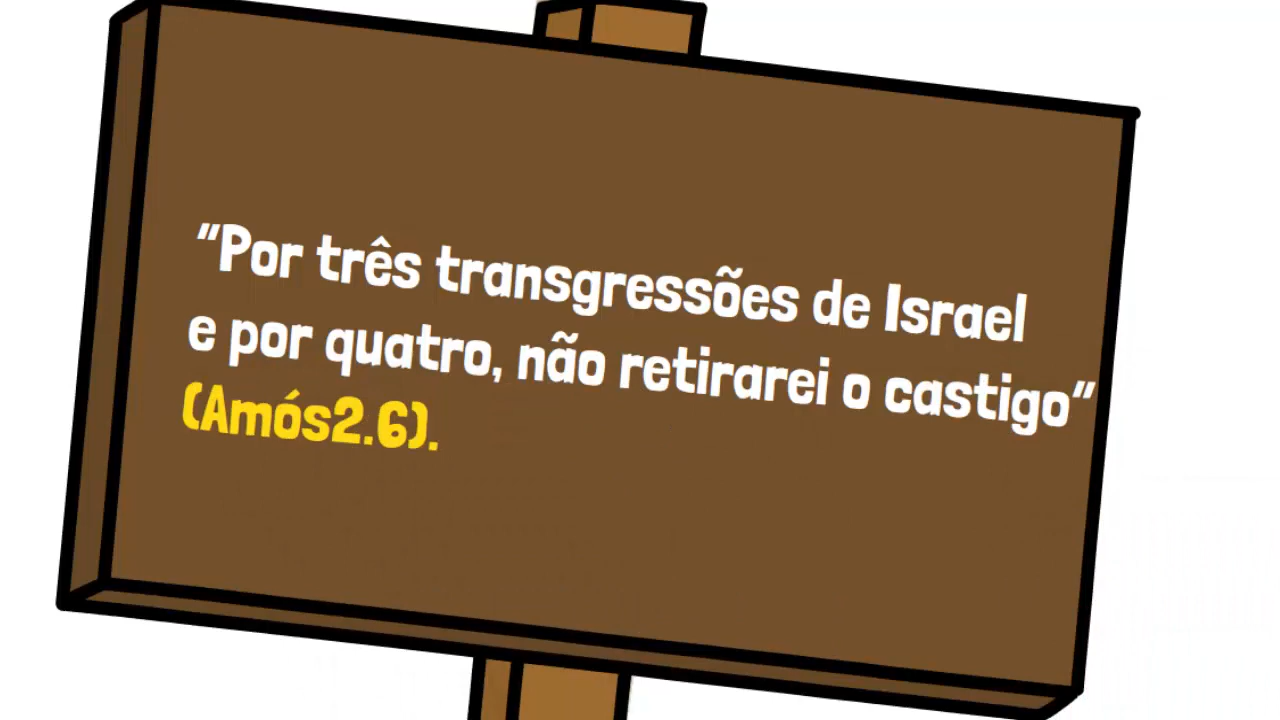 “Por três transgressões de Israel
e por quatro, não retirarei o castigo”
(Amós2.6).